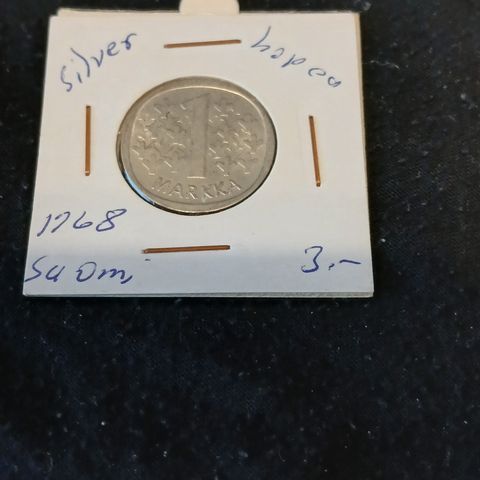 silver hopea
1
MARKKA
1968
Suomi 3.-